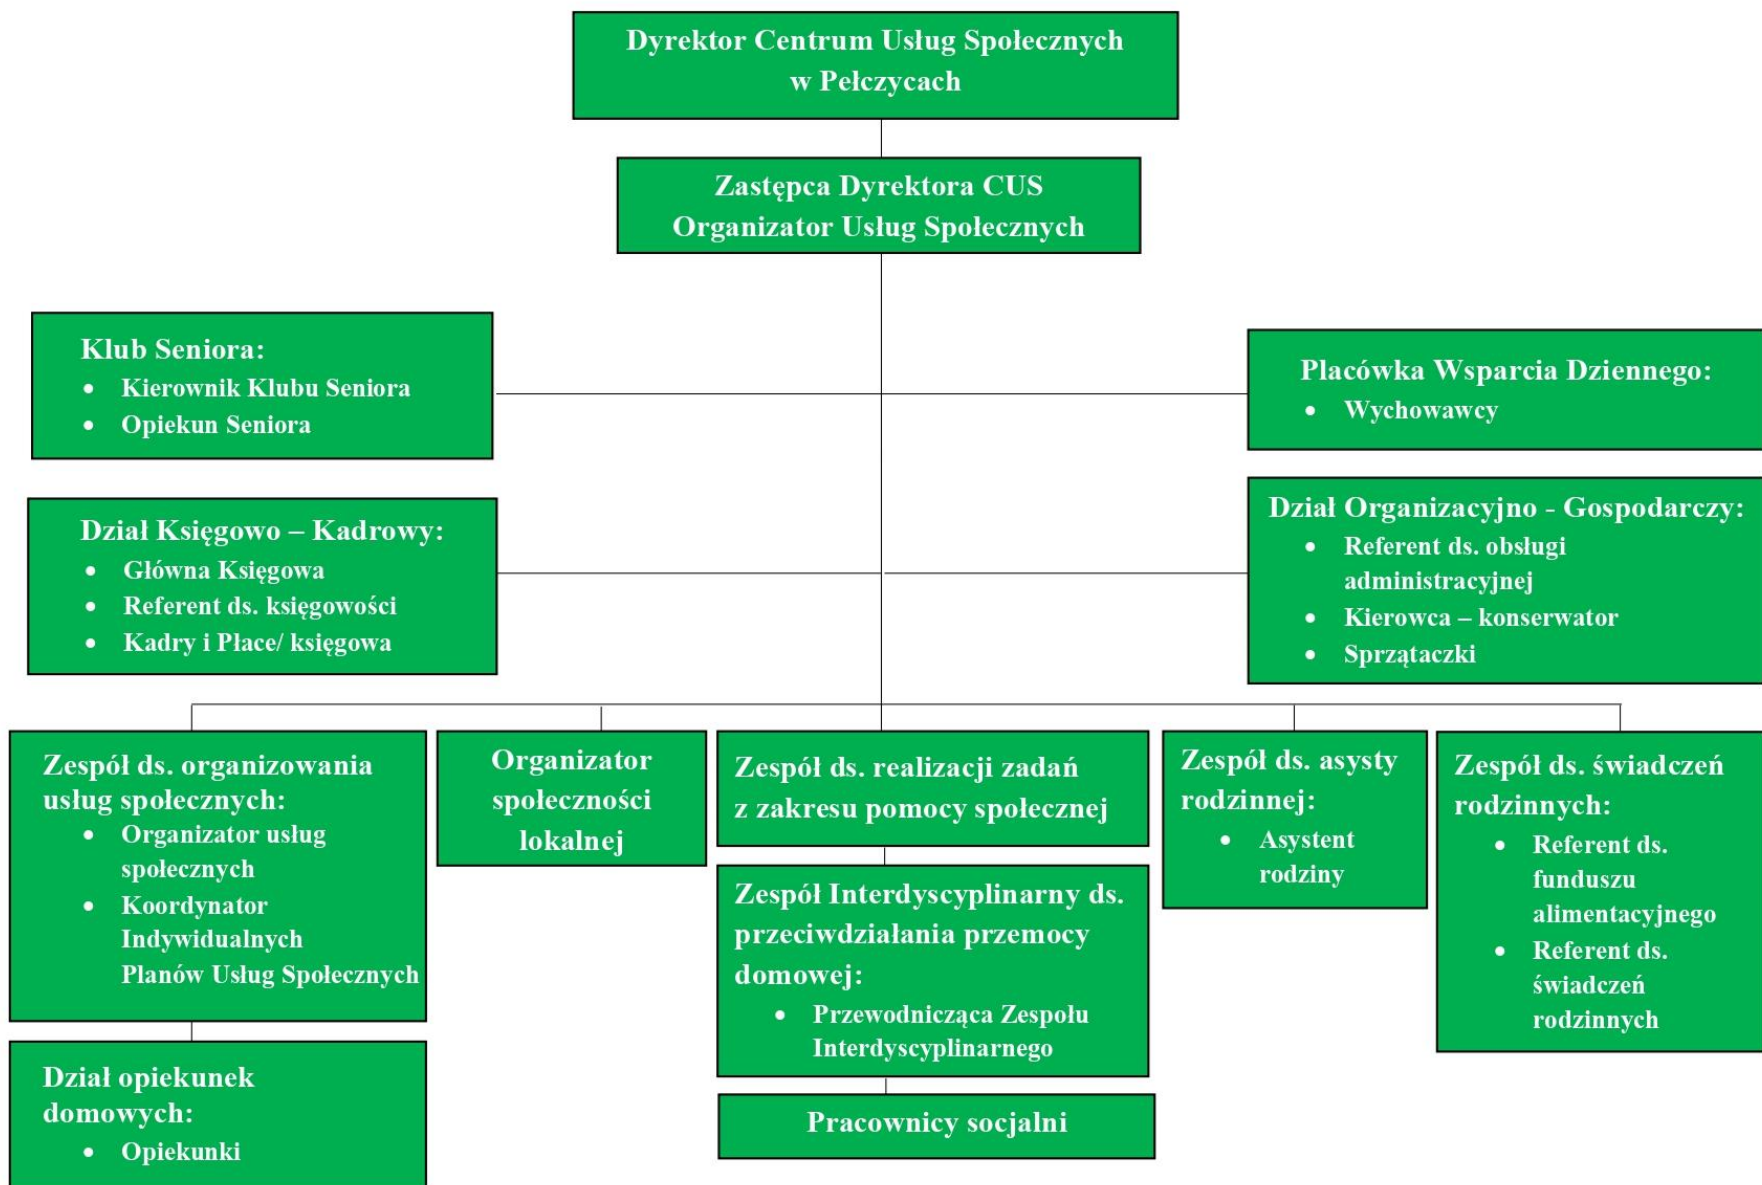 Dyrektor Centrum Usług Społecznych
w Pełczycach
Zastępca Dyrektora CUS
Organizator Usług Społecznych
Klub Seniora:
• Kierownik Klubu Seniora
• Opiekun Seniora
Placówka Wsparcia Dziennego:
• Wychowawcy
Dział Księgowo – Kadrowy:
• Główna Księgowa
• Referent ds. księgowości
• Kadry i Płace/ księgowa
Dział Organizacyjno - Gospodarczy:
• Referent ds. obsługi
administracyjnej
• Kierowca – konserwator
• Sprzątaczki
Zespół ds. organizowania
usług społecznych:
• Organizator usług
społecznych
• Koordynator
Indywidualnych
Planów Usług Społecznych
Dział opiekunek
domowych:
• Opiekunki
Organizator
społeczności
lokalnej
Zespół ds. realizacji zadań
z zakresu pomocy społecznej
Zespół Interdyscyplinarny ds.
przeciwdziałania przemocy
domowej:
• Przewodnicząca Zespołu
Interdyscyplinarnego
Pracownicy socjalni
Zespół ds. asysty
rodzinnej:
• Asystent
rodziny
Zespół ds. świadczeń
rodzinnych:
• Referent ds.
funduszu
alimentacyjnego
• Referent ds.
świadczeń
rodzinnych